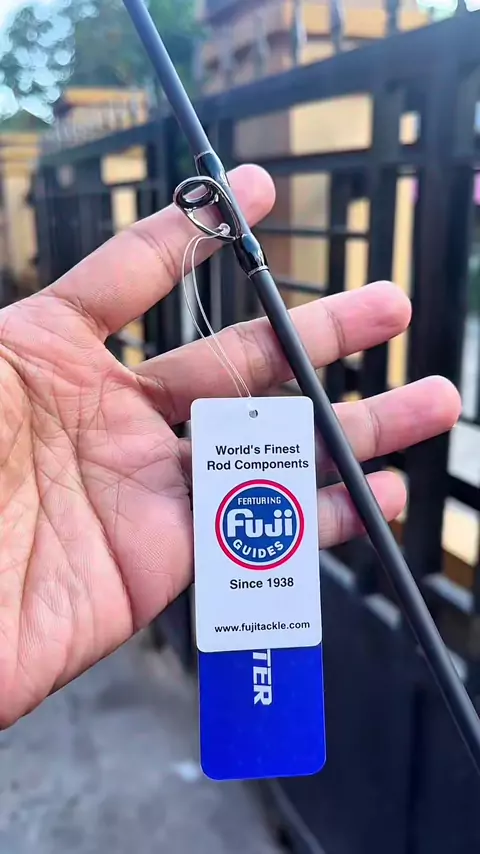 World's Finest
Rod Components
FEATURING
Fuji
GUIDES
Since 1938
www.fujitackle.com
TER